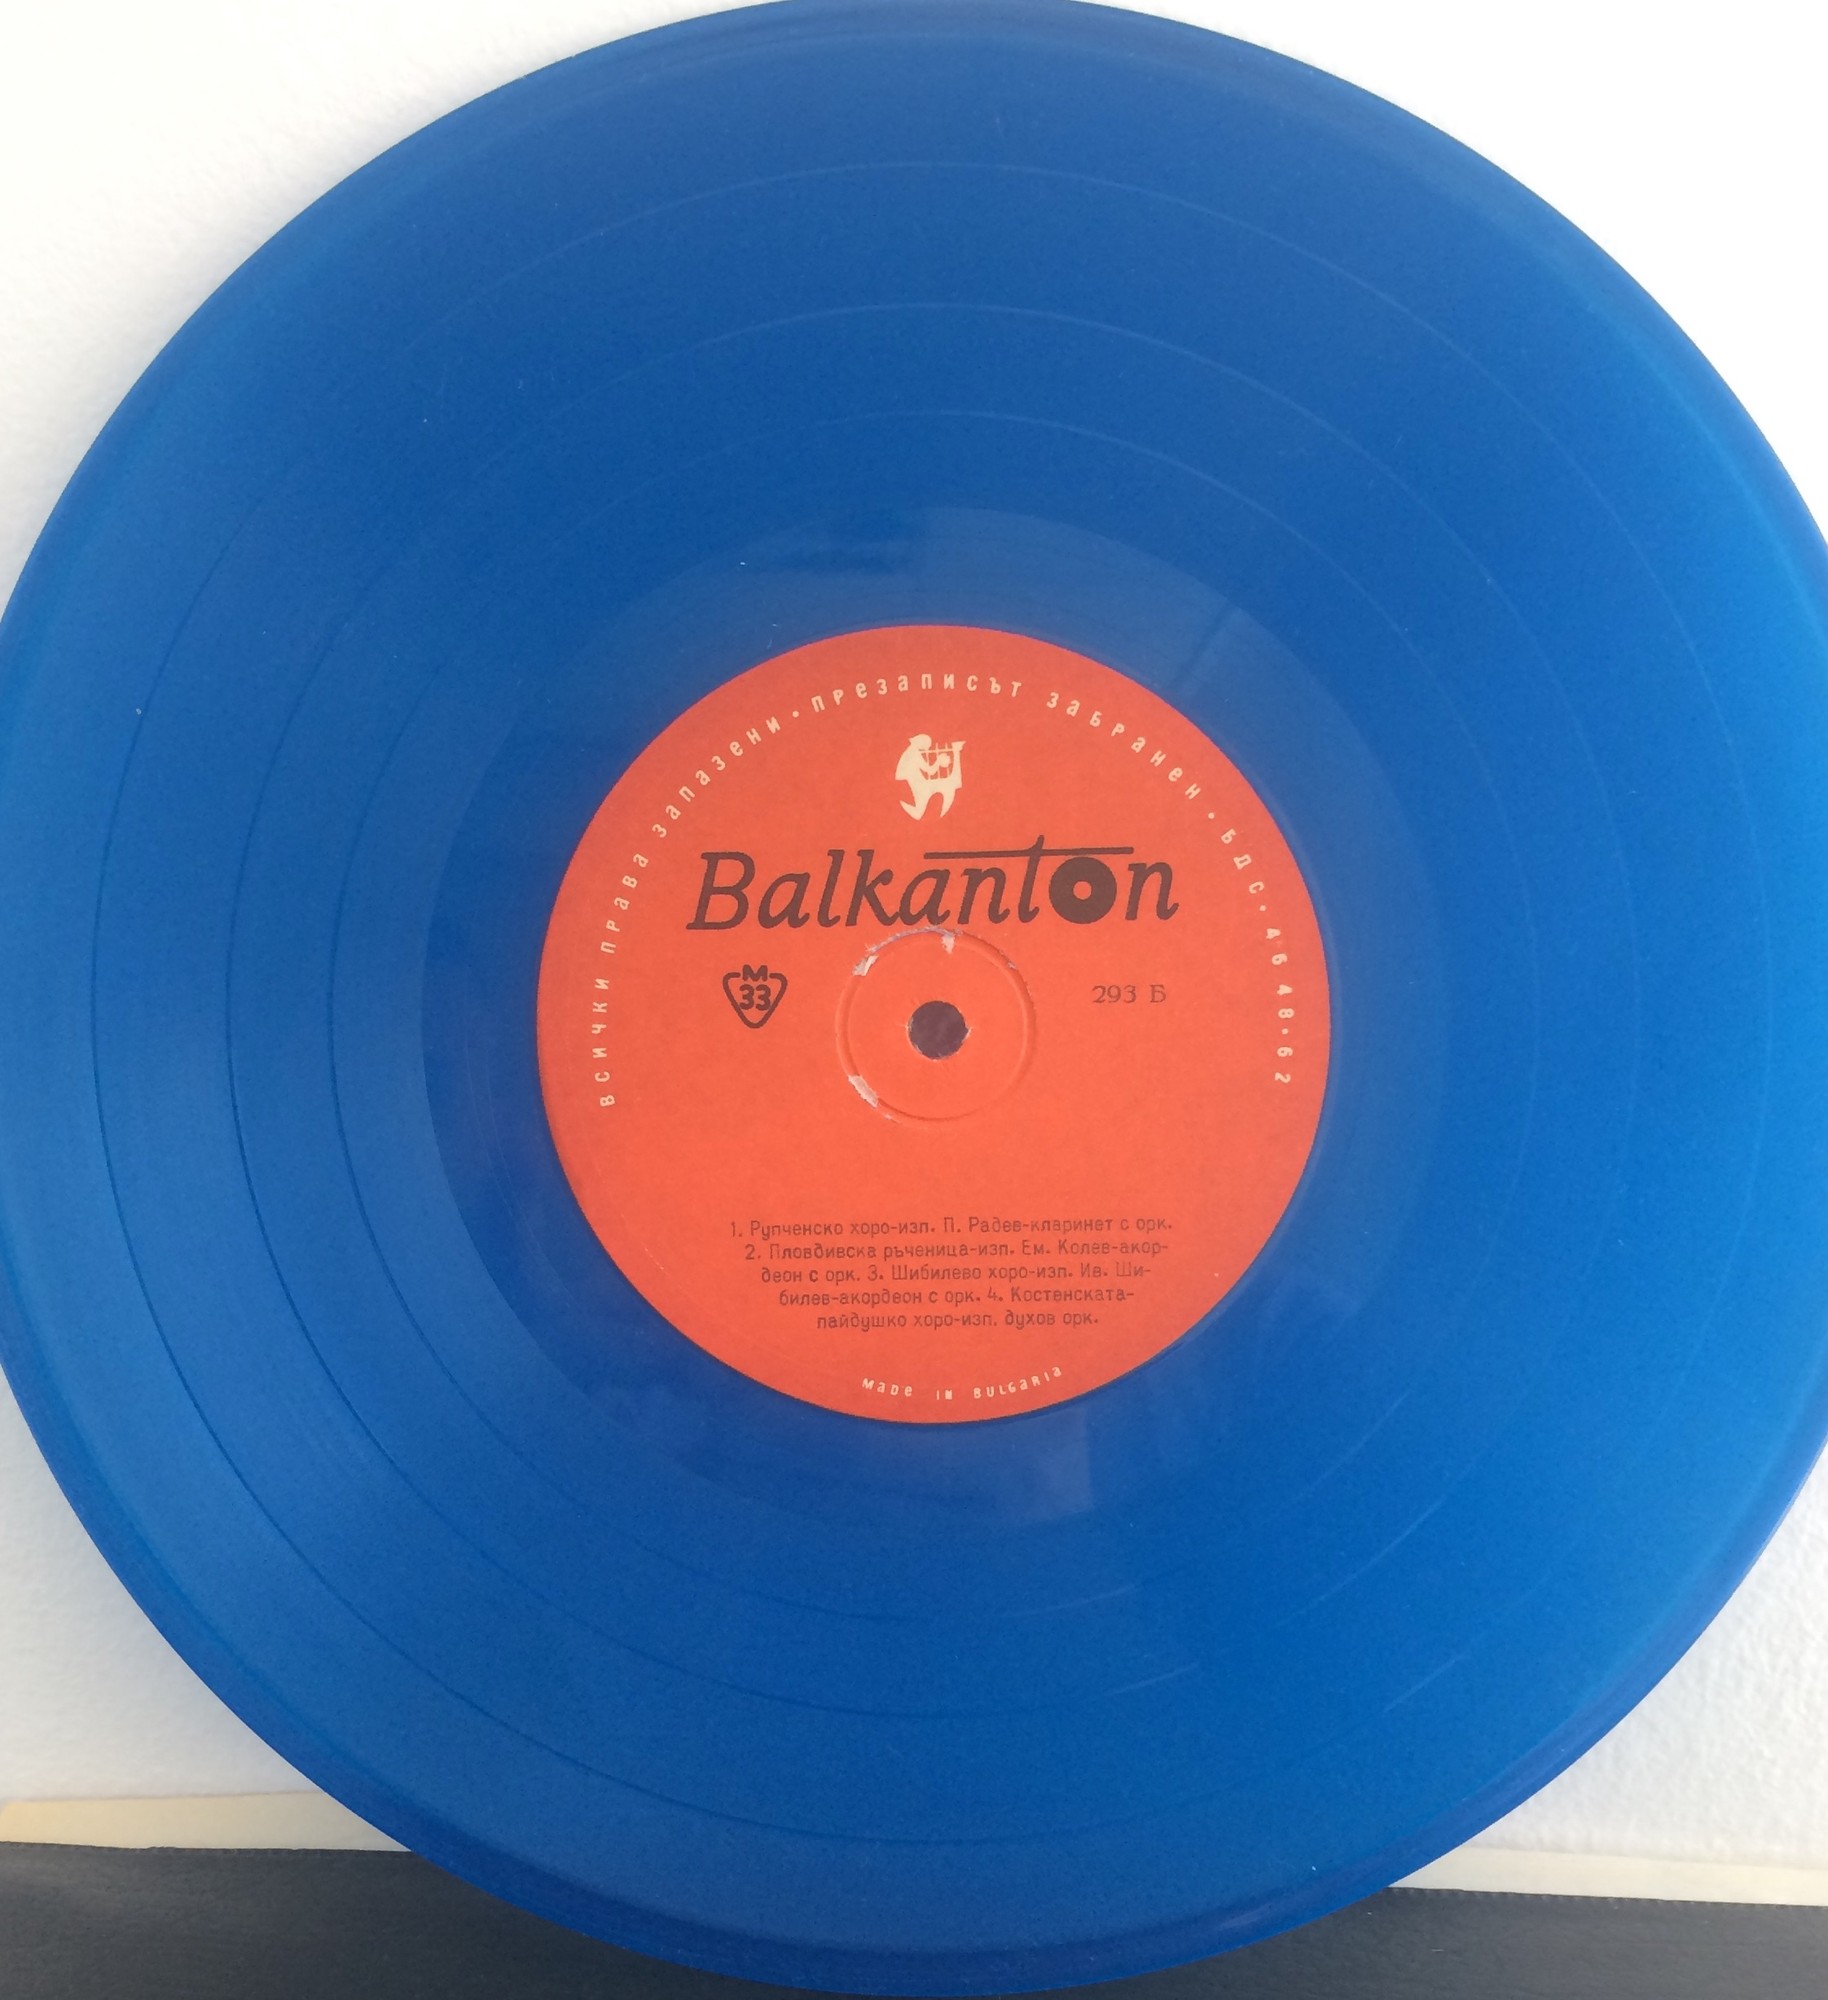 всички права запазени · презаписът забранен · БДС · 4648·62
Balkanton
М
33
293 Б
1. Рупченско хоро-изп. П. Радев-кларинет с орк.
2. Пловдивска ръченица-изп. Ем. Колев-акор-
деон с орк. 3. Шибилево хоро-изп. Ив. Ши-
билев-акордеон с орк. 4. Костенската-
пайдушко хоро-изп. духов орк.
MADE IN BULGARIA